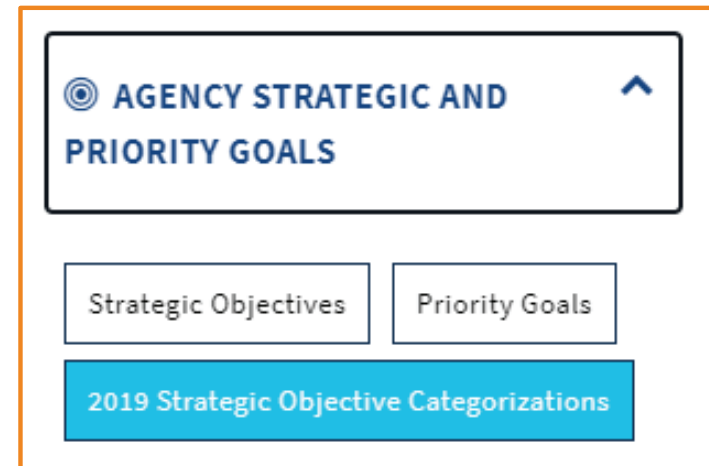 AGENCY STRATEGIC AND
PRIORITY GOALS
Strategic Objectives
Priority Goals
2019 Strategic Objective Categorizations